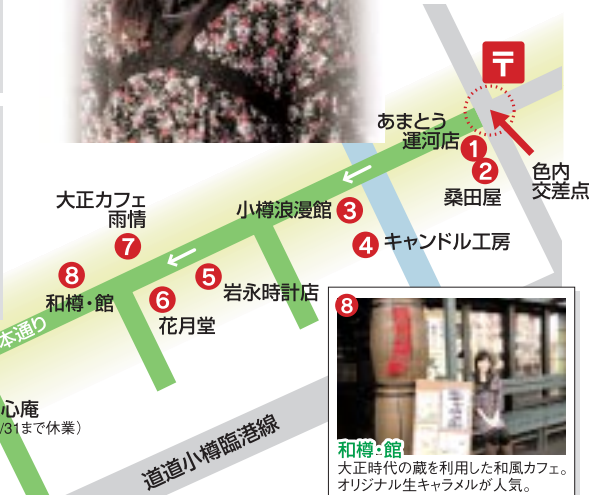 〒
あまとう
運河店
1
2
桑田屋
色内
交差点
小樽浪漫館 3
4 キャンドル工房
大正カフェ
雨情
7
8
和樽・館
5
岩永時計店
6
花月堂
本通り
心庵
/31まで休業）
道道小樽臨港線
8
和樽・館
大正時代の蔵を利用した和風カフェ。
オリジナル生キャラメルが人気。